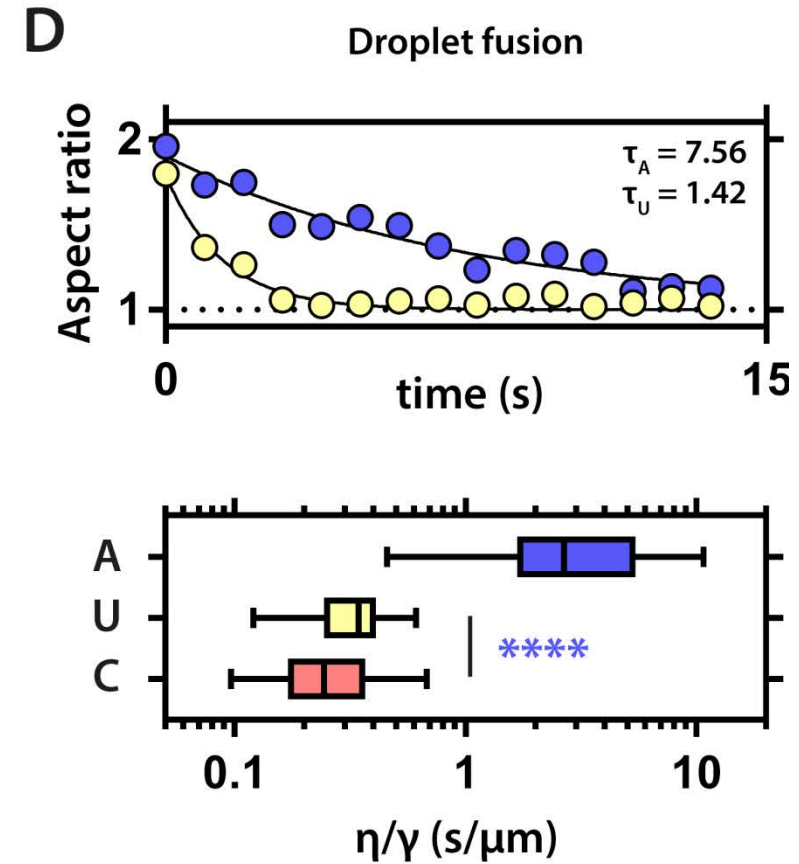 D
Droplet fusion
Aspect ratio
2
1
τA = 7.56
τU = 1.42
0
15
time (s)
A
U
C
****
0.1
1
10
η/γ (s/μm)